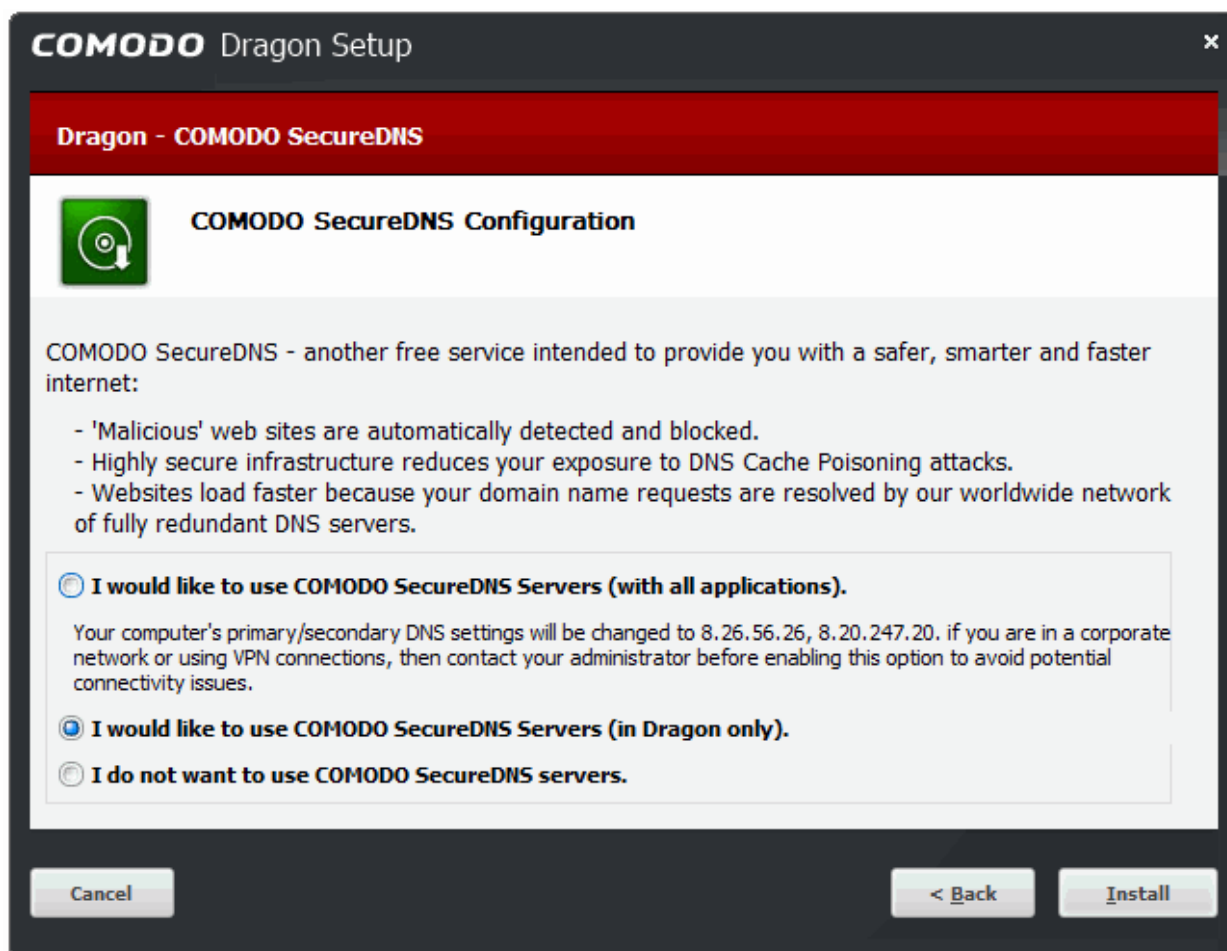 COMODO Dragon Setup
Dragon - COMODO SecureDNS
COMODO SecureDNS Configuration
COMODO SecureDNS - another free service intended to provide you with a safer, smarter and faster
internet:
- 'Malicious' web sites are automatically detected and blocked.
- Highly secure infrastructure reduces your exposure to DNS Cache Poisoning attacks.
- Websites load faster because your domain name requests are resolved by our worldwide network
of fully redundant DNS servers.
I would like to use COMODO SecureDNS Servers (with all applications).
Your computer's primary/secondary DNS settings will be changed to 8.26.56.26, 8.20.247.20. if you are in a corporate
network or using VPN connections, then contact your administrator before enabling this option to avoid potential
connectivity issues.
I would like to use COMODO SecureDNS Servers (in Dragon only).
I do not want to use COMODO SecureDNS servers.
Cancel
< Back
Install